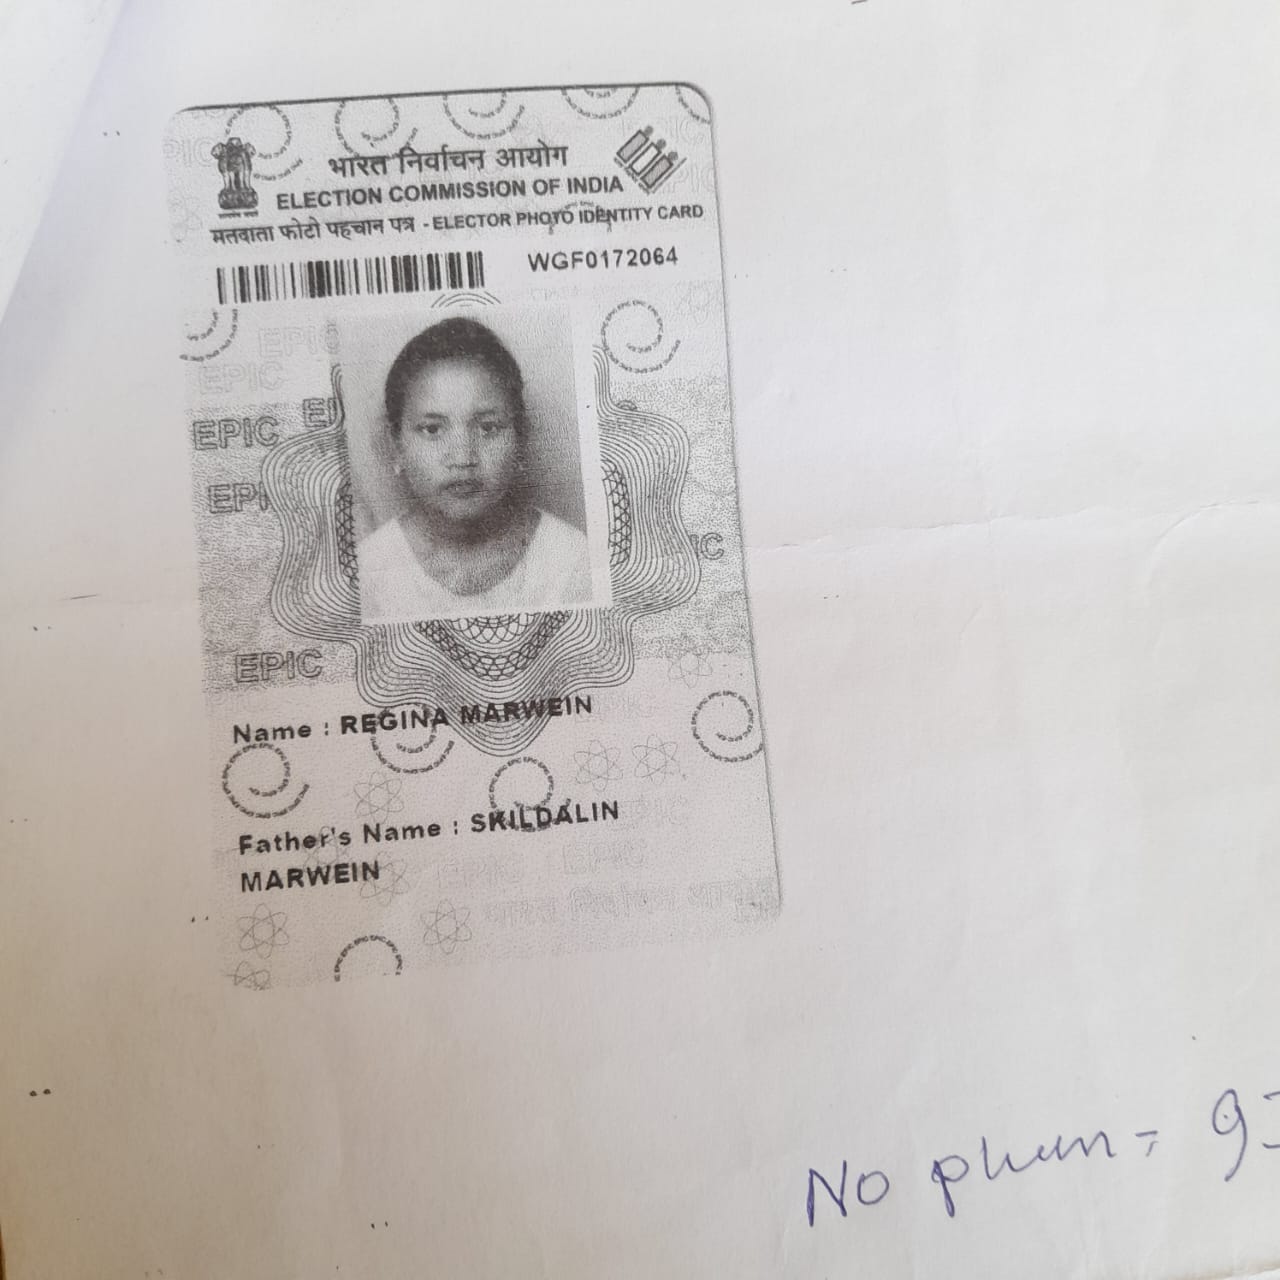 भारत निर्वाचन आयोग
ELECTION COMMISSION OF INDIA
मतदाता फोटो पहचान पत्र - ELECTOR PHOTO IDENTITY CARD
WGF0172064
EPIC
EPIC
EPIC
Name : REGINA MARWEIN
Father's Name : SKILDALIN
MARWEIN
No phun = 9